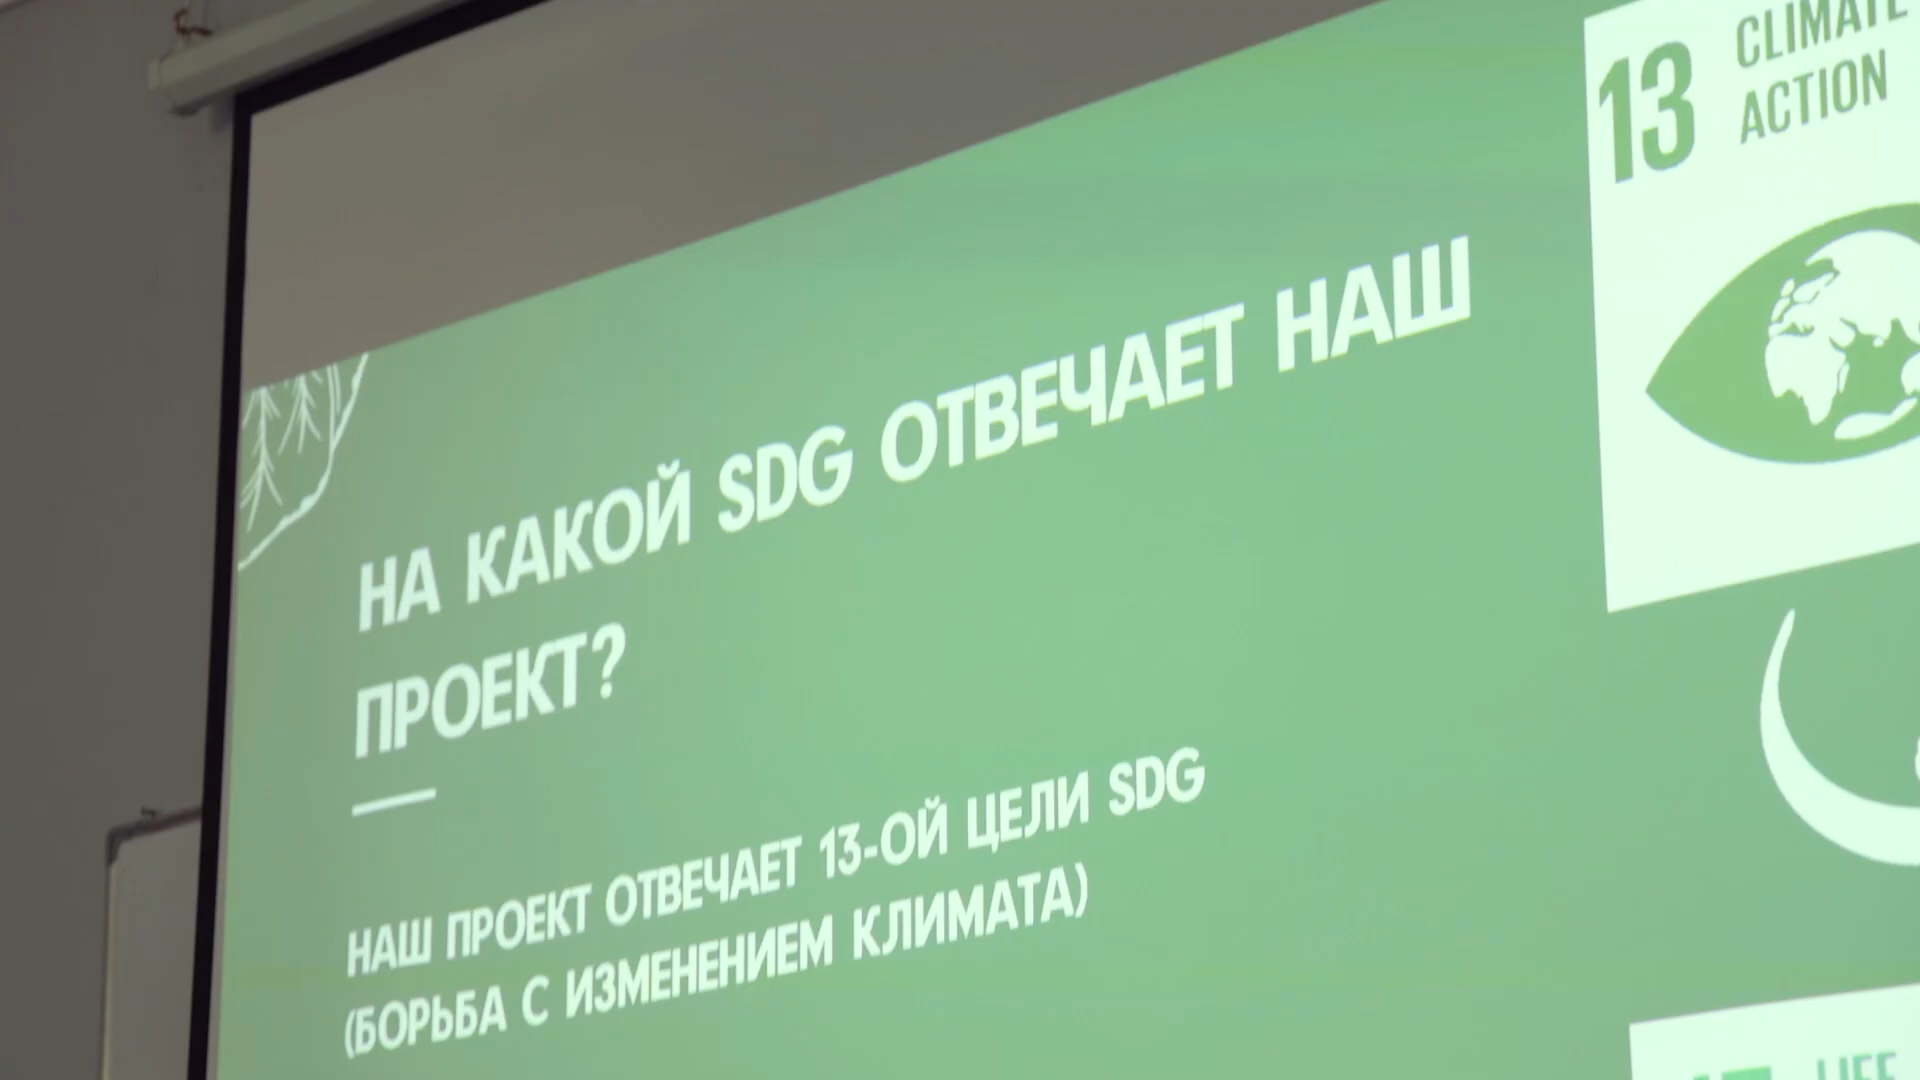 13
CLIMATE
ACTION
НА КАКОЙ SDG ОТВЕЧАЕТ НАШ
ПРОЕКТ?
НАШ ПРОЕКТ ОТВЕЧАЕТ 13-ОЙ ЦЕЛИ SDG
(БОРЬБА С ИЗМЕНЕНИЕМ КЛИМАТА)
LIFE